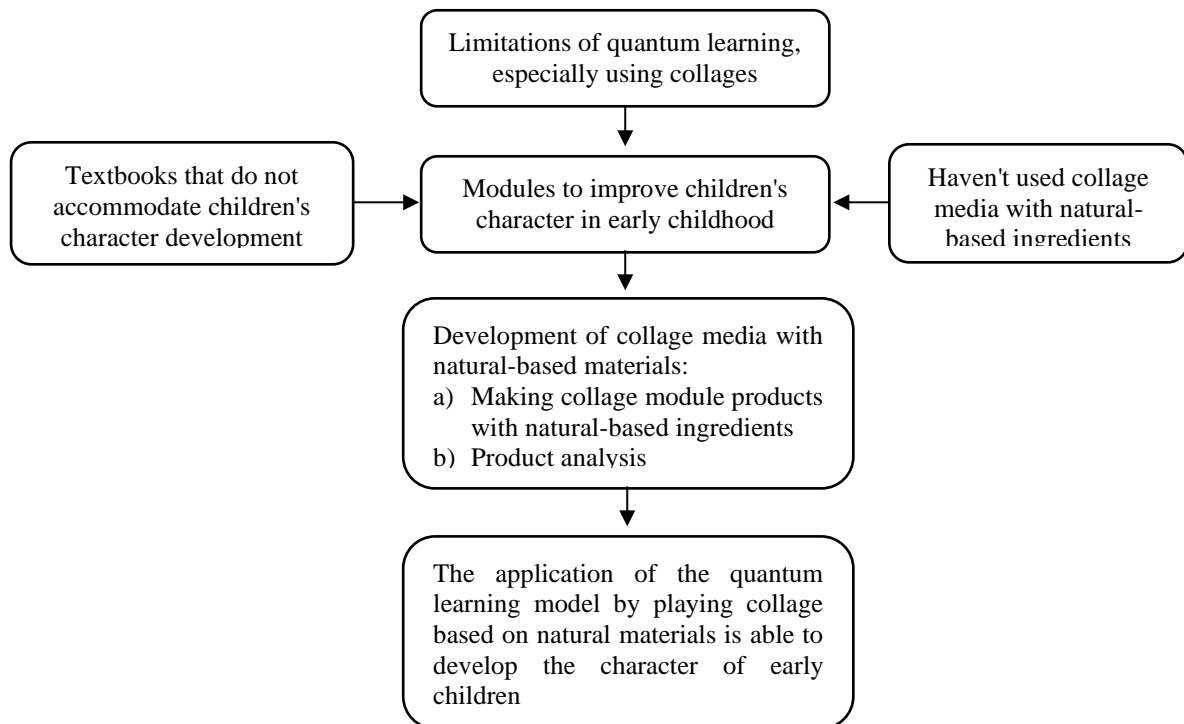 Limitations of quantum learning,
especially using collages
Textbooks that do not
accommodate children's
character development
Modules to improve children's
character in early childhood
Haven't used collage
media with natural-
based ingredients
Development of collage media with
natural-based materials:
a) Making collage module products
with natural-based ingredients
b) Product analysis
The application of the quantum
learning model by playing collage
based on natural materials is able to
develop the character of early
children